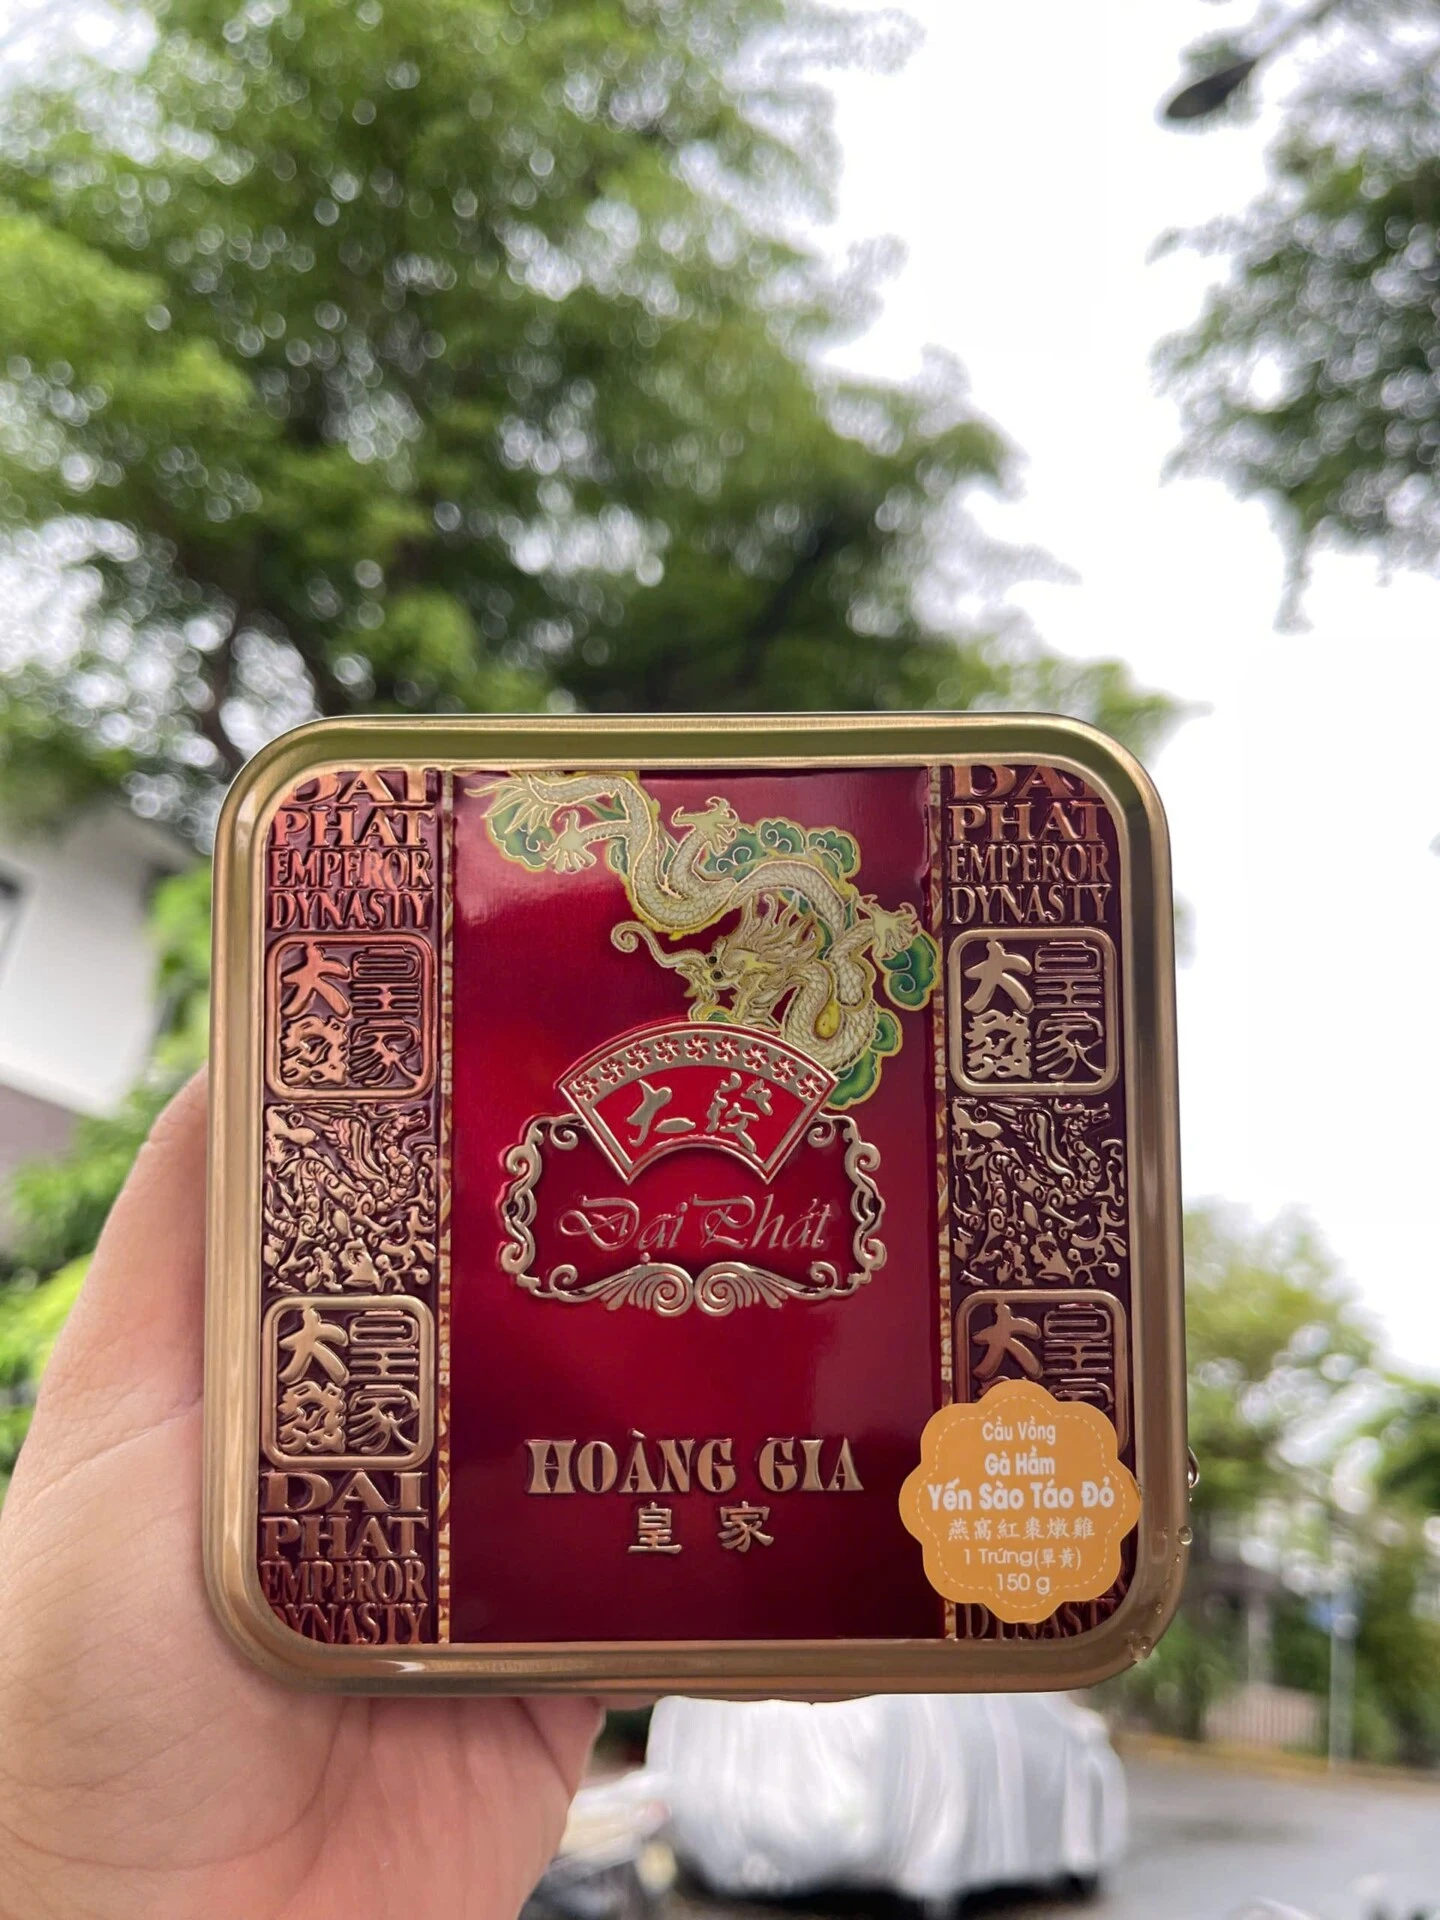 DAI
PHAT
EMPEROR
DYNASTY
大皇
發家
大皇
發家
DAI
PHAT
EMPEROR
DYNASTY
大發
Đại Phát
HOÀNG GIA
皇家
DAI
PHAT
EMPEROR
DYNASTY
大皇
發家
大皇
Cầu Vồng
Gà Hầm
Yến Sào Táo Đỏ
燕窩紅棗燉雞
1 Trứng(單黃)
150 g
DYNASTY